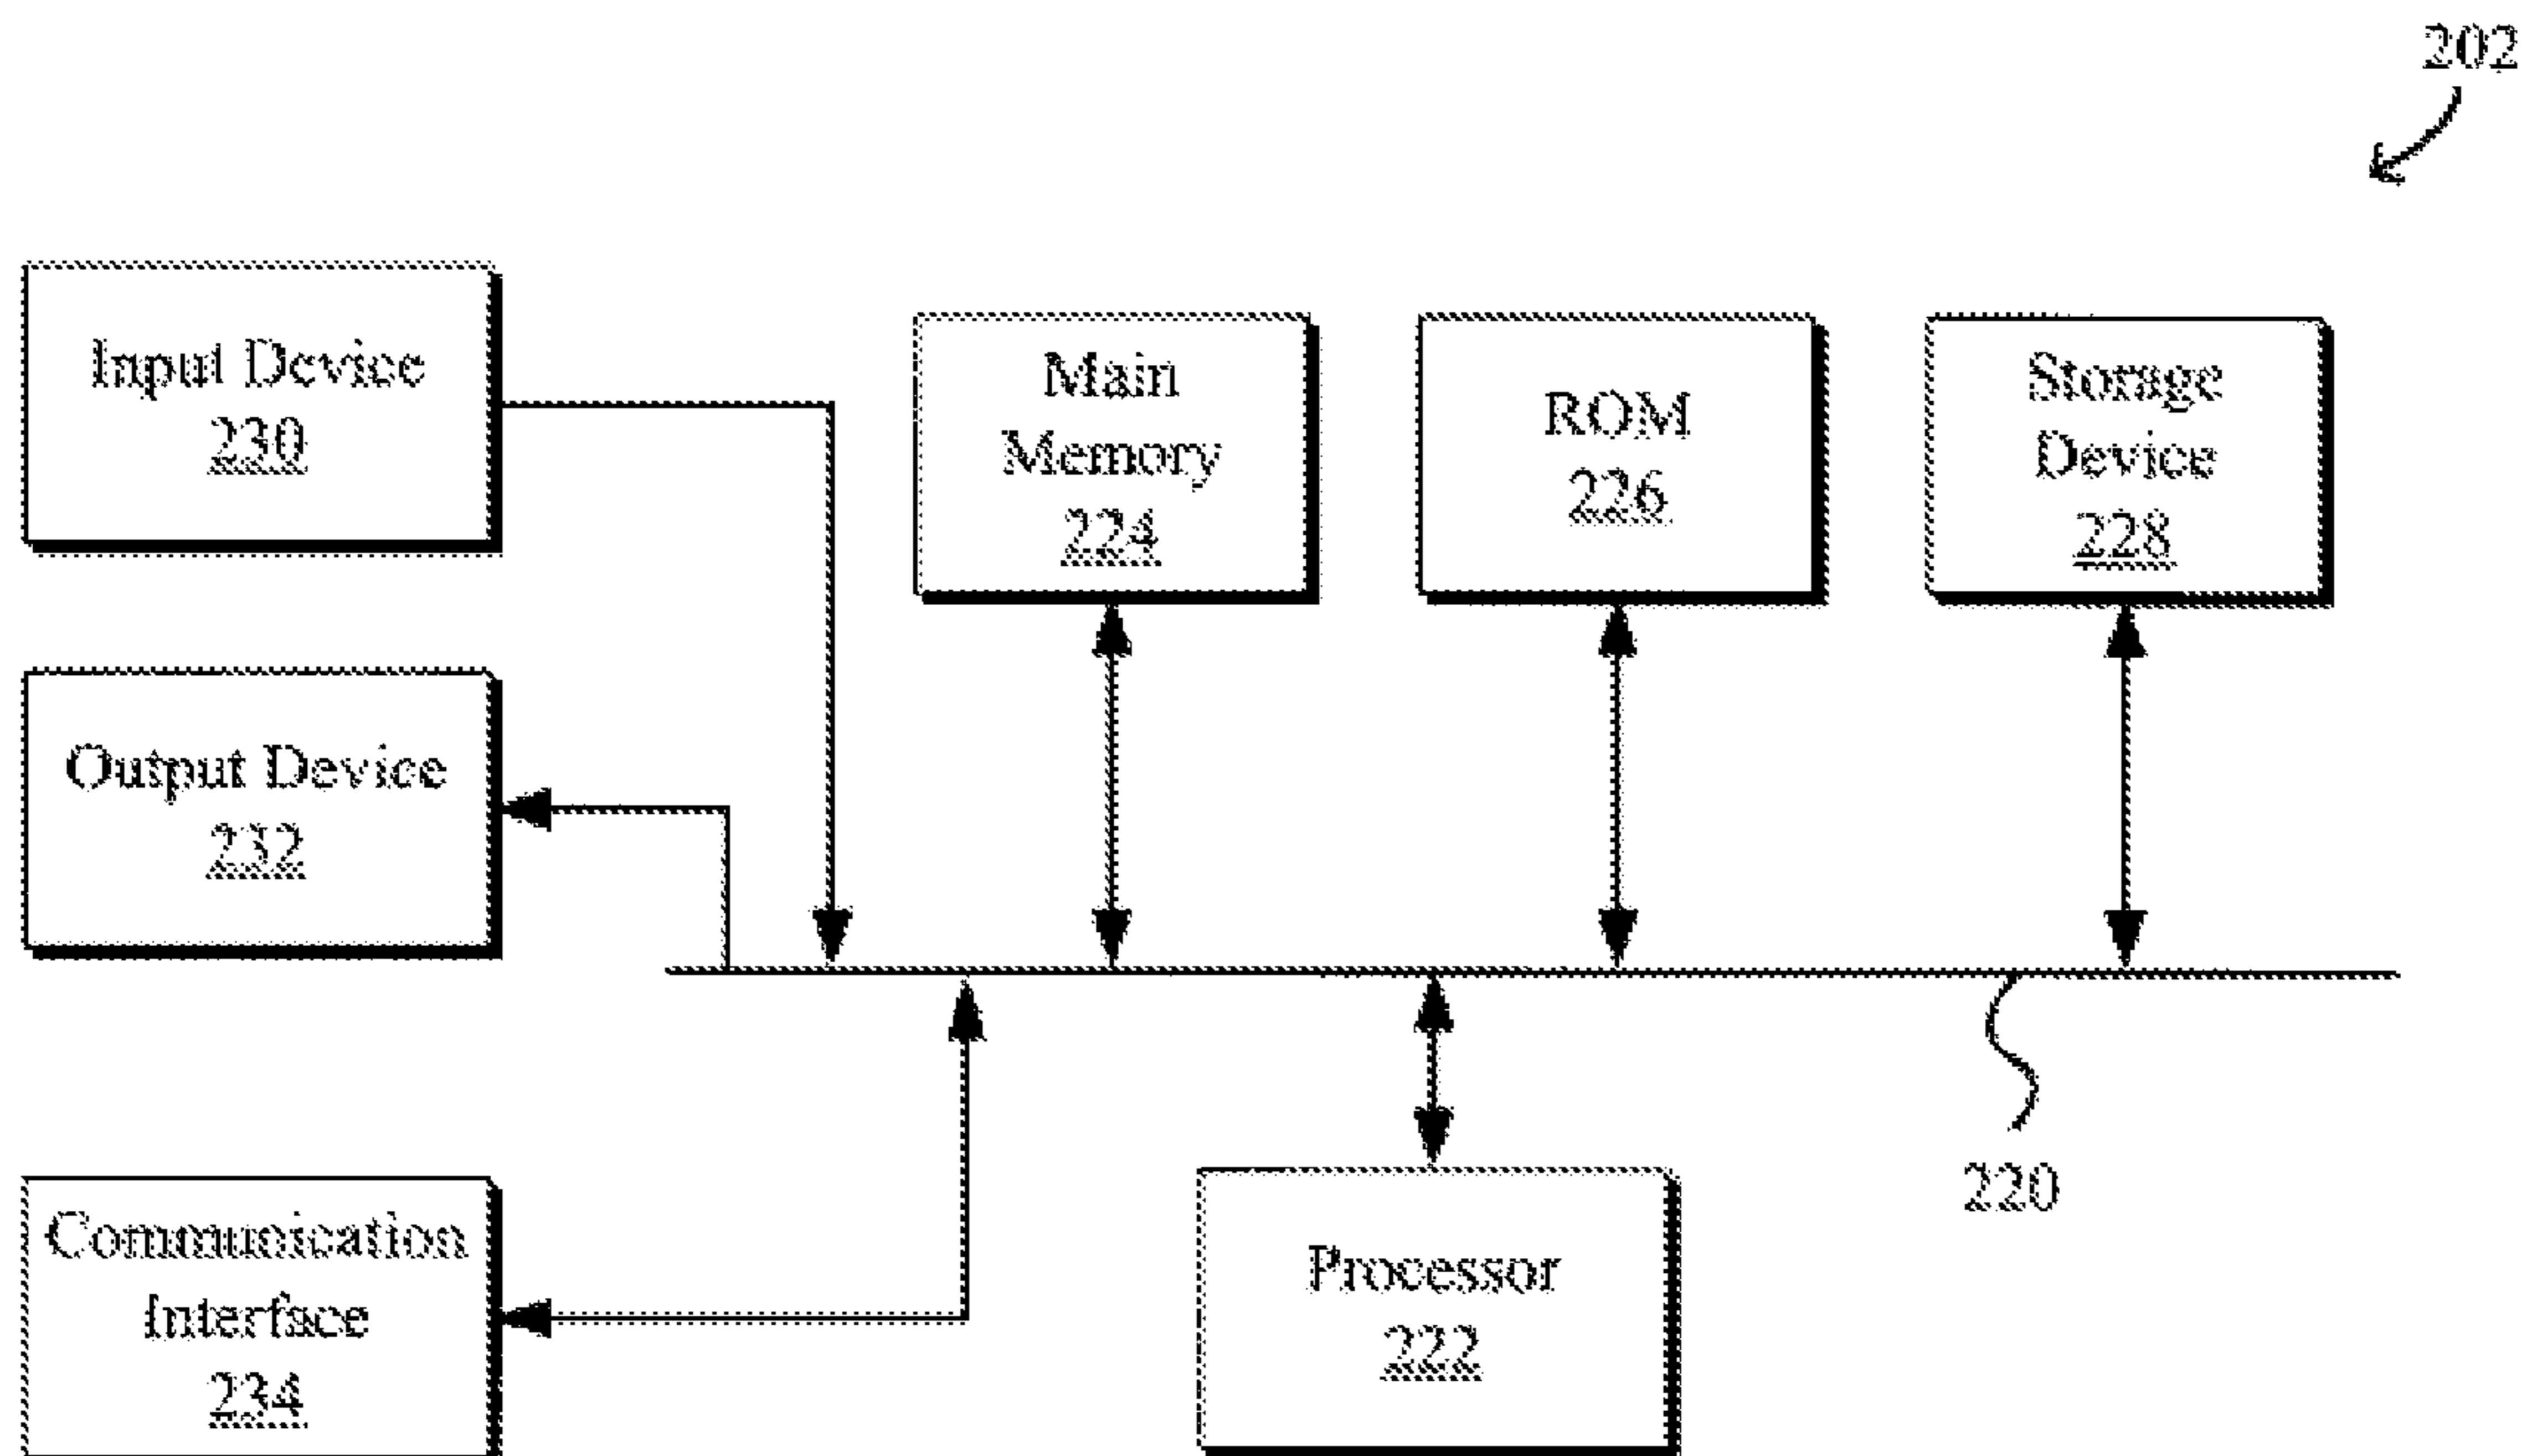 202
Input Device
230
Main
Memory
224
ROM
226
Storage
Device
228
Output Device
232
220
Communication
Interface
234
Processor
222